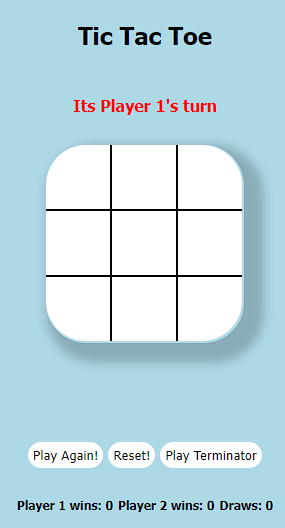 Tic Tac Toe
Its Player 1's turn
Play Again! Reset! Play Terminator
Player 1 wins: 0 Player 2 wins: 0 Draws: 0